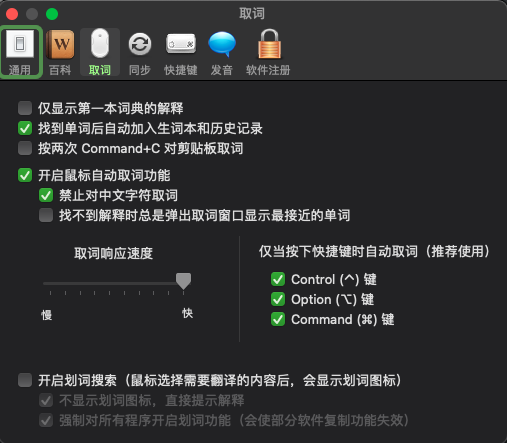 取词
通用 百科 取词 同步 快捷键 发音 软件注册
仅显示第一本词典的解释
找到单词后自动加入生词本和历史记录
按两次 Command+C 对剪贴板取词
开启鼠标自动取词功能
禁止对中文字符取词
找不到解释时总是弹出取词窗口显示最接近的单词
取词响应速度
慢 快
仅当按下快捷键时自动取词（推荐使用）
Control (^) 键
Option (⌥) 键
Command (⌘) 键
开启划词搜索（鼠标选择需要翻译的内容后，会显示划词图标）
不显示划词图标，直接提示解释
强制对所有程序开启划词功能（会使部分软件复制功能失效）